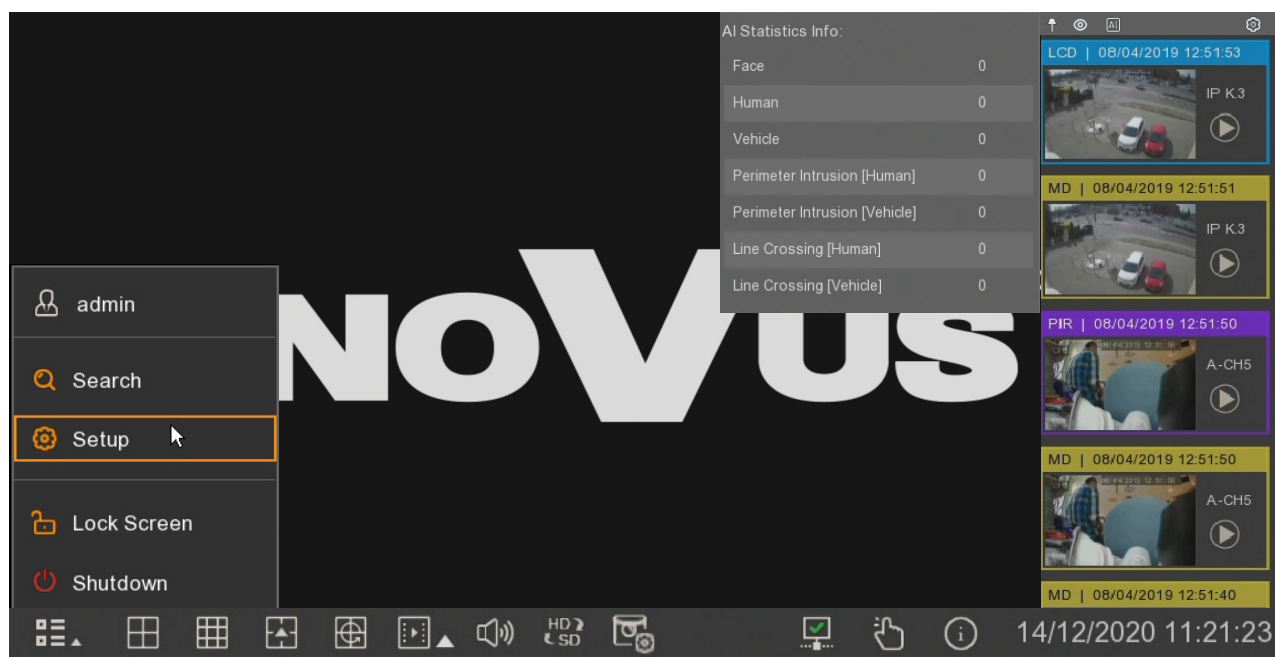 AI Statistics Info:
Face 0
Human 0
Vehicle 0
Perimeter Intrusion [Human] 0
Perimeter Intrusion [Vehicle] 0
Line Crossing [Human] 0
Line Crossing [Vehicle] 0
AI
LCD | 08/04/2019 12:51:53
IP K.3
MD | 08/04/2019 12:51:51
IP K.3
PIR | 08/04/2019 12:51:50
A.-CH5
MD | 08/04/2019 12:51:50
A.-CH5
MD | 08/04/2019 12:51:40
NOVUS
admin
Search
Setup
Lock Screen
Shutdown
HD
SD
14/12/2020 11:21:23